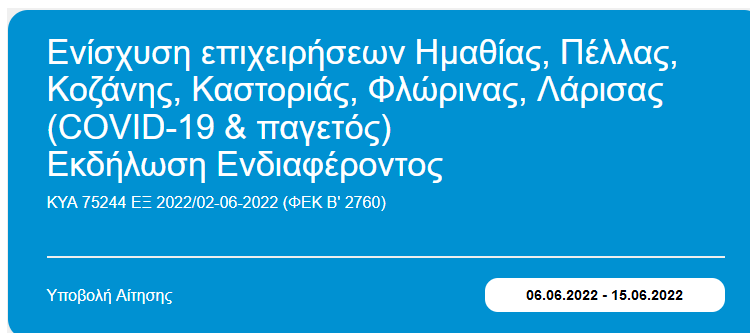 Ενίσχυση επιχειρήσεων Ημαθίας, Πέλλας,
Κοζάνης, Καστοριάς, Φλώρινας, Λάρισας
(COVID-19 & παγετός)
Εκδήλωση Ενδιαφέροντος
ΚΥΑ 75244 ΕΞ 2022/02-06-2022 (ΦΕΚ Β' 2760)
Υποβολή Αίτησης 06.06.2022 - 15.06.2022